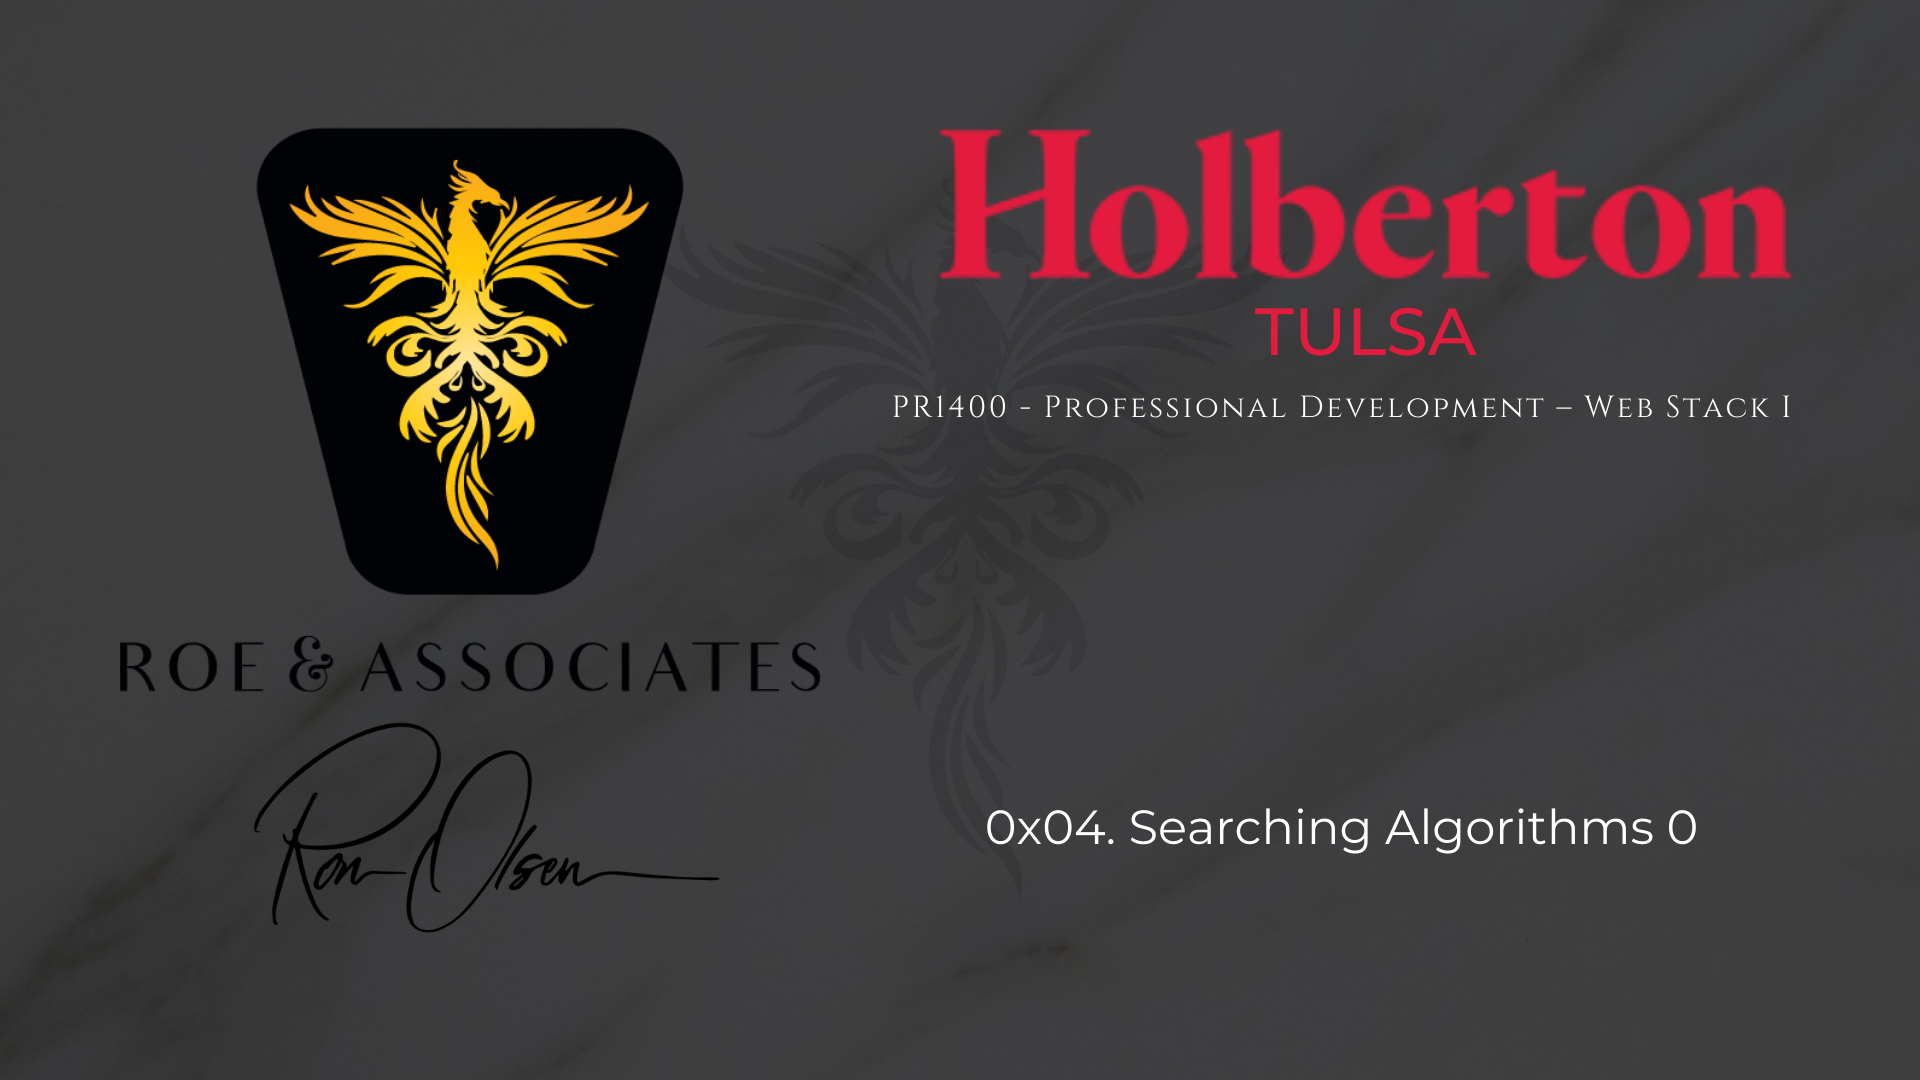 Holberton
TULSA
PR1400 - Professional Development – Web Stack I
ROE & ASSOCIATES
Ron Olsen
0x04. Searching Algorithms 0